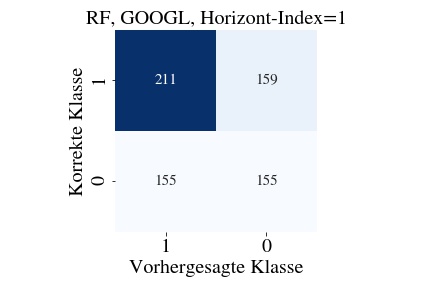 RF, GOOGL, Horizont-Index=1
Korrekte Klasse
1
211 159
0
155 155
1 0
Vorhergesagte Klasse